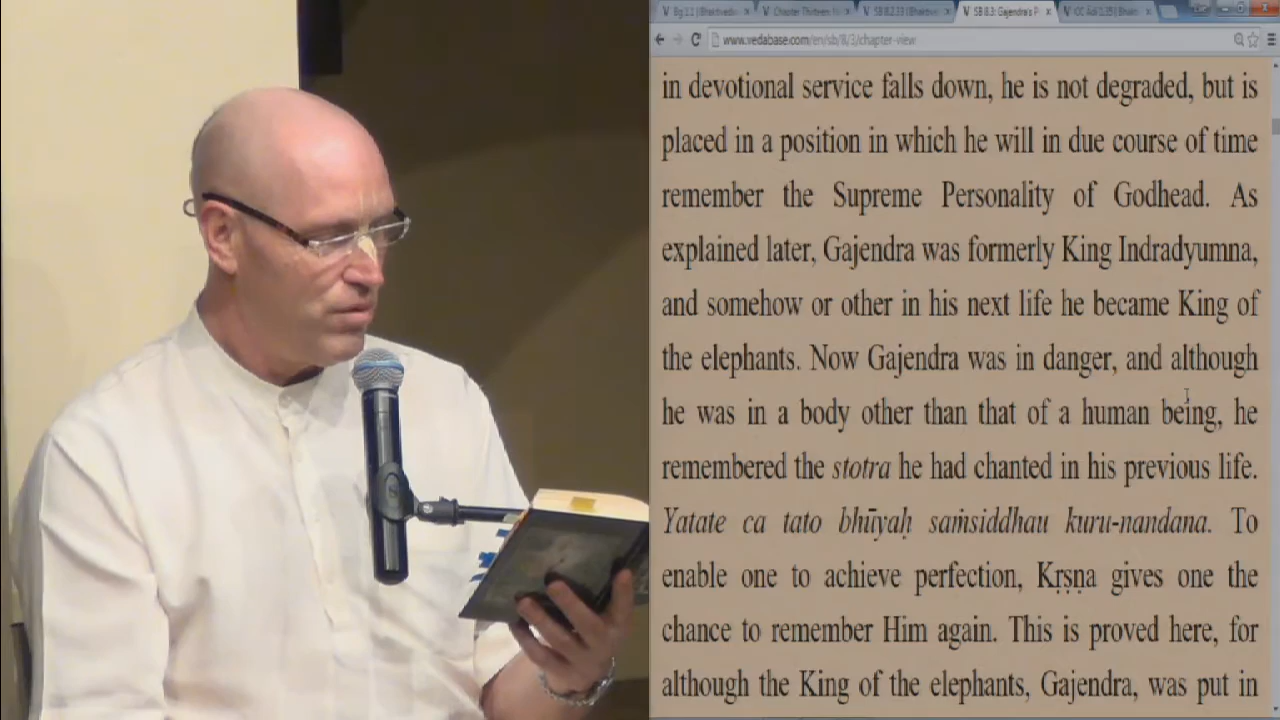 Chapter Thirteen
SB 8.3: Gajendra's P
www.vedabase.com/en/sb/8/3/chapter-view
in devotional service falls down, he is not degraded, but is
placed in a position in which he will in due course of time
remember the Supreme Personality of Godhead. As
explained later, Gajendra was formerly King Indradyumna,
and somehow or other in his next life he became King of
the elephants. Now Gajendra was in danger, and although
he was in a body other than that of a human being, he
remembered the stotra he had chanted in his previous life.
Yatate ca tato bhūyaḥ saṁsiddhau kuru-nandana. To
enable one to achieve perfection, Kṛṣṇa gives one the
chance to remember Him again. This is proved here, for
although the King of the elephants, Gajendra, was put in